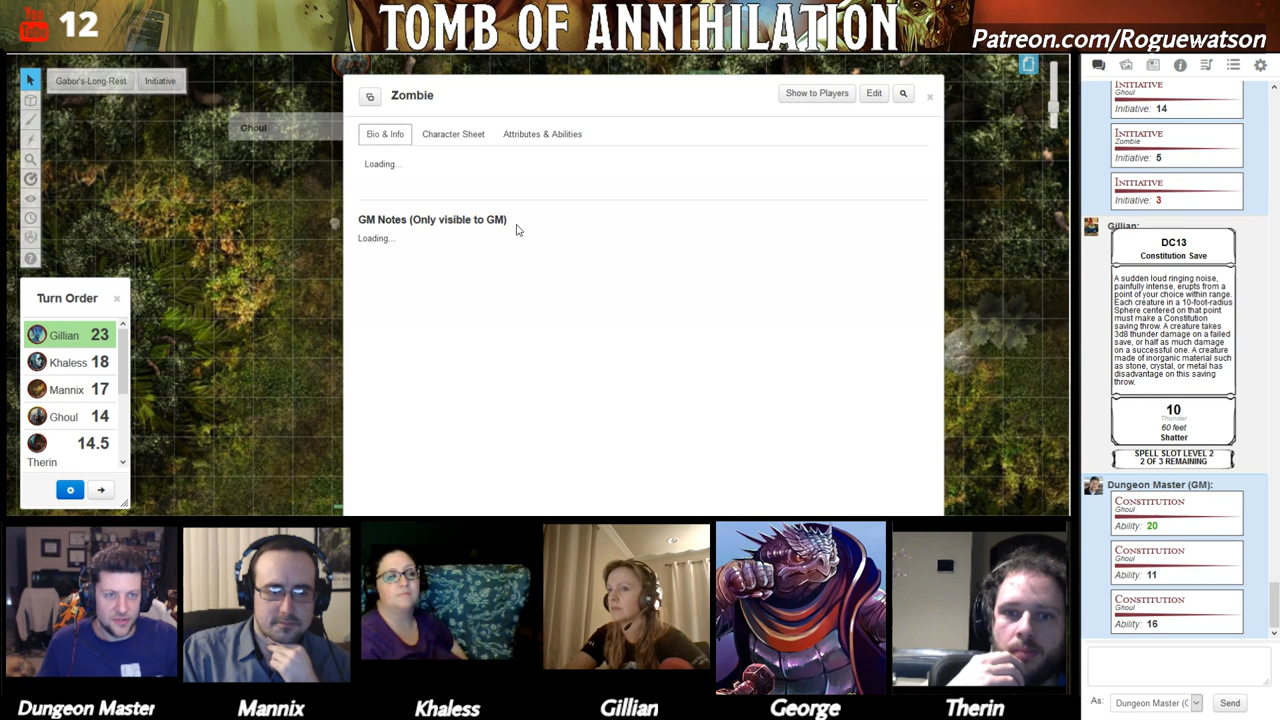 You Tube 12
TOMB OF ANNIHILATION
Patreon.com/Roguewatson
Gabor's-Long-Rest Initiative
Ghoul
Zombie
Show to Players Edit
Bio & Info Character Sheet Attributes & Abilities
Loading...
GM Notes (Only visible to GM)
Loading...
Turn Order
Gillian 23
Khaless 18
Mannix 17
Ghoul 14
14.5
Therin
INITIATIVE
Ghoul
Initiative: 14
INITIATIVE
Zombie
Initiative: 5
INITIATIVE
Initiative: 3
Gillian:
DC13
Constitution Save
A sudden loud ringing noise,
painfully intense, erupts from a
point of your choice within range.
Each creature in a 10-foot-radius
Sphere centered on that point
must make a Constitution
saving throw. A creature takes
3d8 thunder damage on a failed
save, or half as much damage
on a successful one. A creature
made of inorganic material such
as stone, crystal, or metal has
disadvantage on this saving
throw.
10
Thunder
60 feet
Shatter
SPELL SLOT LEVEL 2
2 OF 3 REMAINING
Dungeon Master (GM):
CONSTITUTION
Ghoul
Ability: 20
CONSTITUTION
Ghoul
Ability: 11
CONSTITUTION
Ghoul
Ability: 16
As: Dungeon Master (G Send
Dungeon Master
Mannix
Khaless
Gillian
George
Therin